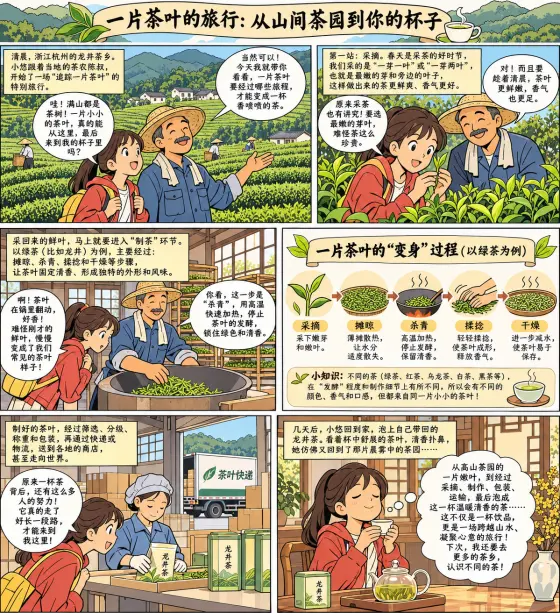 一片茶叶的旅行：从山间茶园到你的杯子
清晨，浙江杭州的龙井茶乡。
小悠跟着当地的茶农陈叔，
开始了一场“追踪一片茶叶”的
特别旅行。
哇！满山都是
茶树！一片小小
的茶叶，真的能
从这里，最后
来到我的杯子里
吗？
当然可以！
今天我就带你
看看，一片茶叶
要经过哪些旅程，
才能变成一杯
香喷喷的茶。
第一站：采摘。春天是采茶的好时节，
我们采的是“一芽一叶”或“一芽两叶”，
也就是最嫩的芽和旁边的叶子，
这样做出来的茶更鲜爽、香气更好。
原来采茶
也有讲究！要选
最嫩的芽叶，
难怪茶这么
珍贵。
对！而且要
趁着清晨，茶叶
更鲜嫩，香气
也更足。
采回来的鲜叶，马上就要进入“制茶”环节。
以绿茶（比如龙井）为例，主要经过：
摊晾、杀青、揉捻和干燥等步骤，
让茶叶固定清香、形成独特的外形和风味。
啊！茶叶
在锅里翻动，
好香！
难怪刚才的
鲜叶，慢慢
变成了我们
常见的茶叶
样子！
你看，这一步是
“杀青”，用高温
快速加热，停止
茶叶的发酵，
锁住绿色和清香。
一片茶叶的“变身”过程（以绿茶为例）
采摘
采下嫩芽
和嫩叶。
摊晾
薄摊散热，
让水分
适度散失。
杀青
高温加热，
停止发酵，
保留清香。
揉捻
轻轻揉捻，
使茶叶成形，
释放香气。
干燥
进一步减水，
使茶叶易于
保存。
小知识：不同的茶（绿茶、红茶、乌龙茶、白茶、黑茶等），
在“发酵”程度和制作细节上有所不同，所以会有不同的
颜色、香气和口感，但都来自同一片小小的茶叶！
制好的茶叶，经过筛选、分级、
称重和包装，再通过快递或
物流，送到各地的商店，
甚至走向世界。
原来一杯茶
背后，还有这么多
人的努力！
它真的走了
好长一段路，
才能来到
我这里！
茶叶快递
龙井茶
龙井茶
几天后，小悠回到家，泡上自己带回的
龙井茶。看着杯中舒展的茶叶，清香扑鼻，
她仿佛又回到了那片晨雾中的茶园……
从高山茶园的
一片嫩叶，到经过
采摘、制作、包装、
运输，最后泡成
这一杯温暖清香的茶……
这不仅是一杯饮品，
更是一场跨越山水、
凝聚心意的旅行！
下次，我还要去
更多的茶乡，
认识不同的茶！
龙井茶